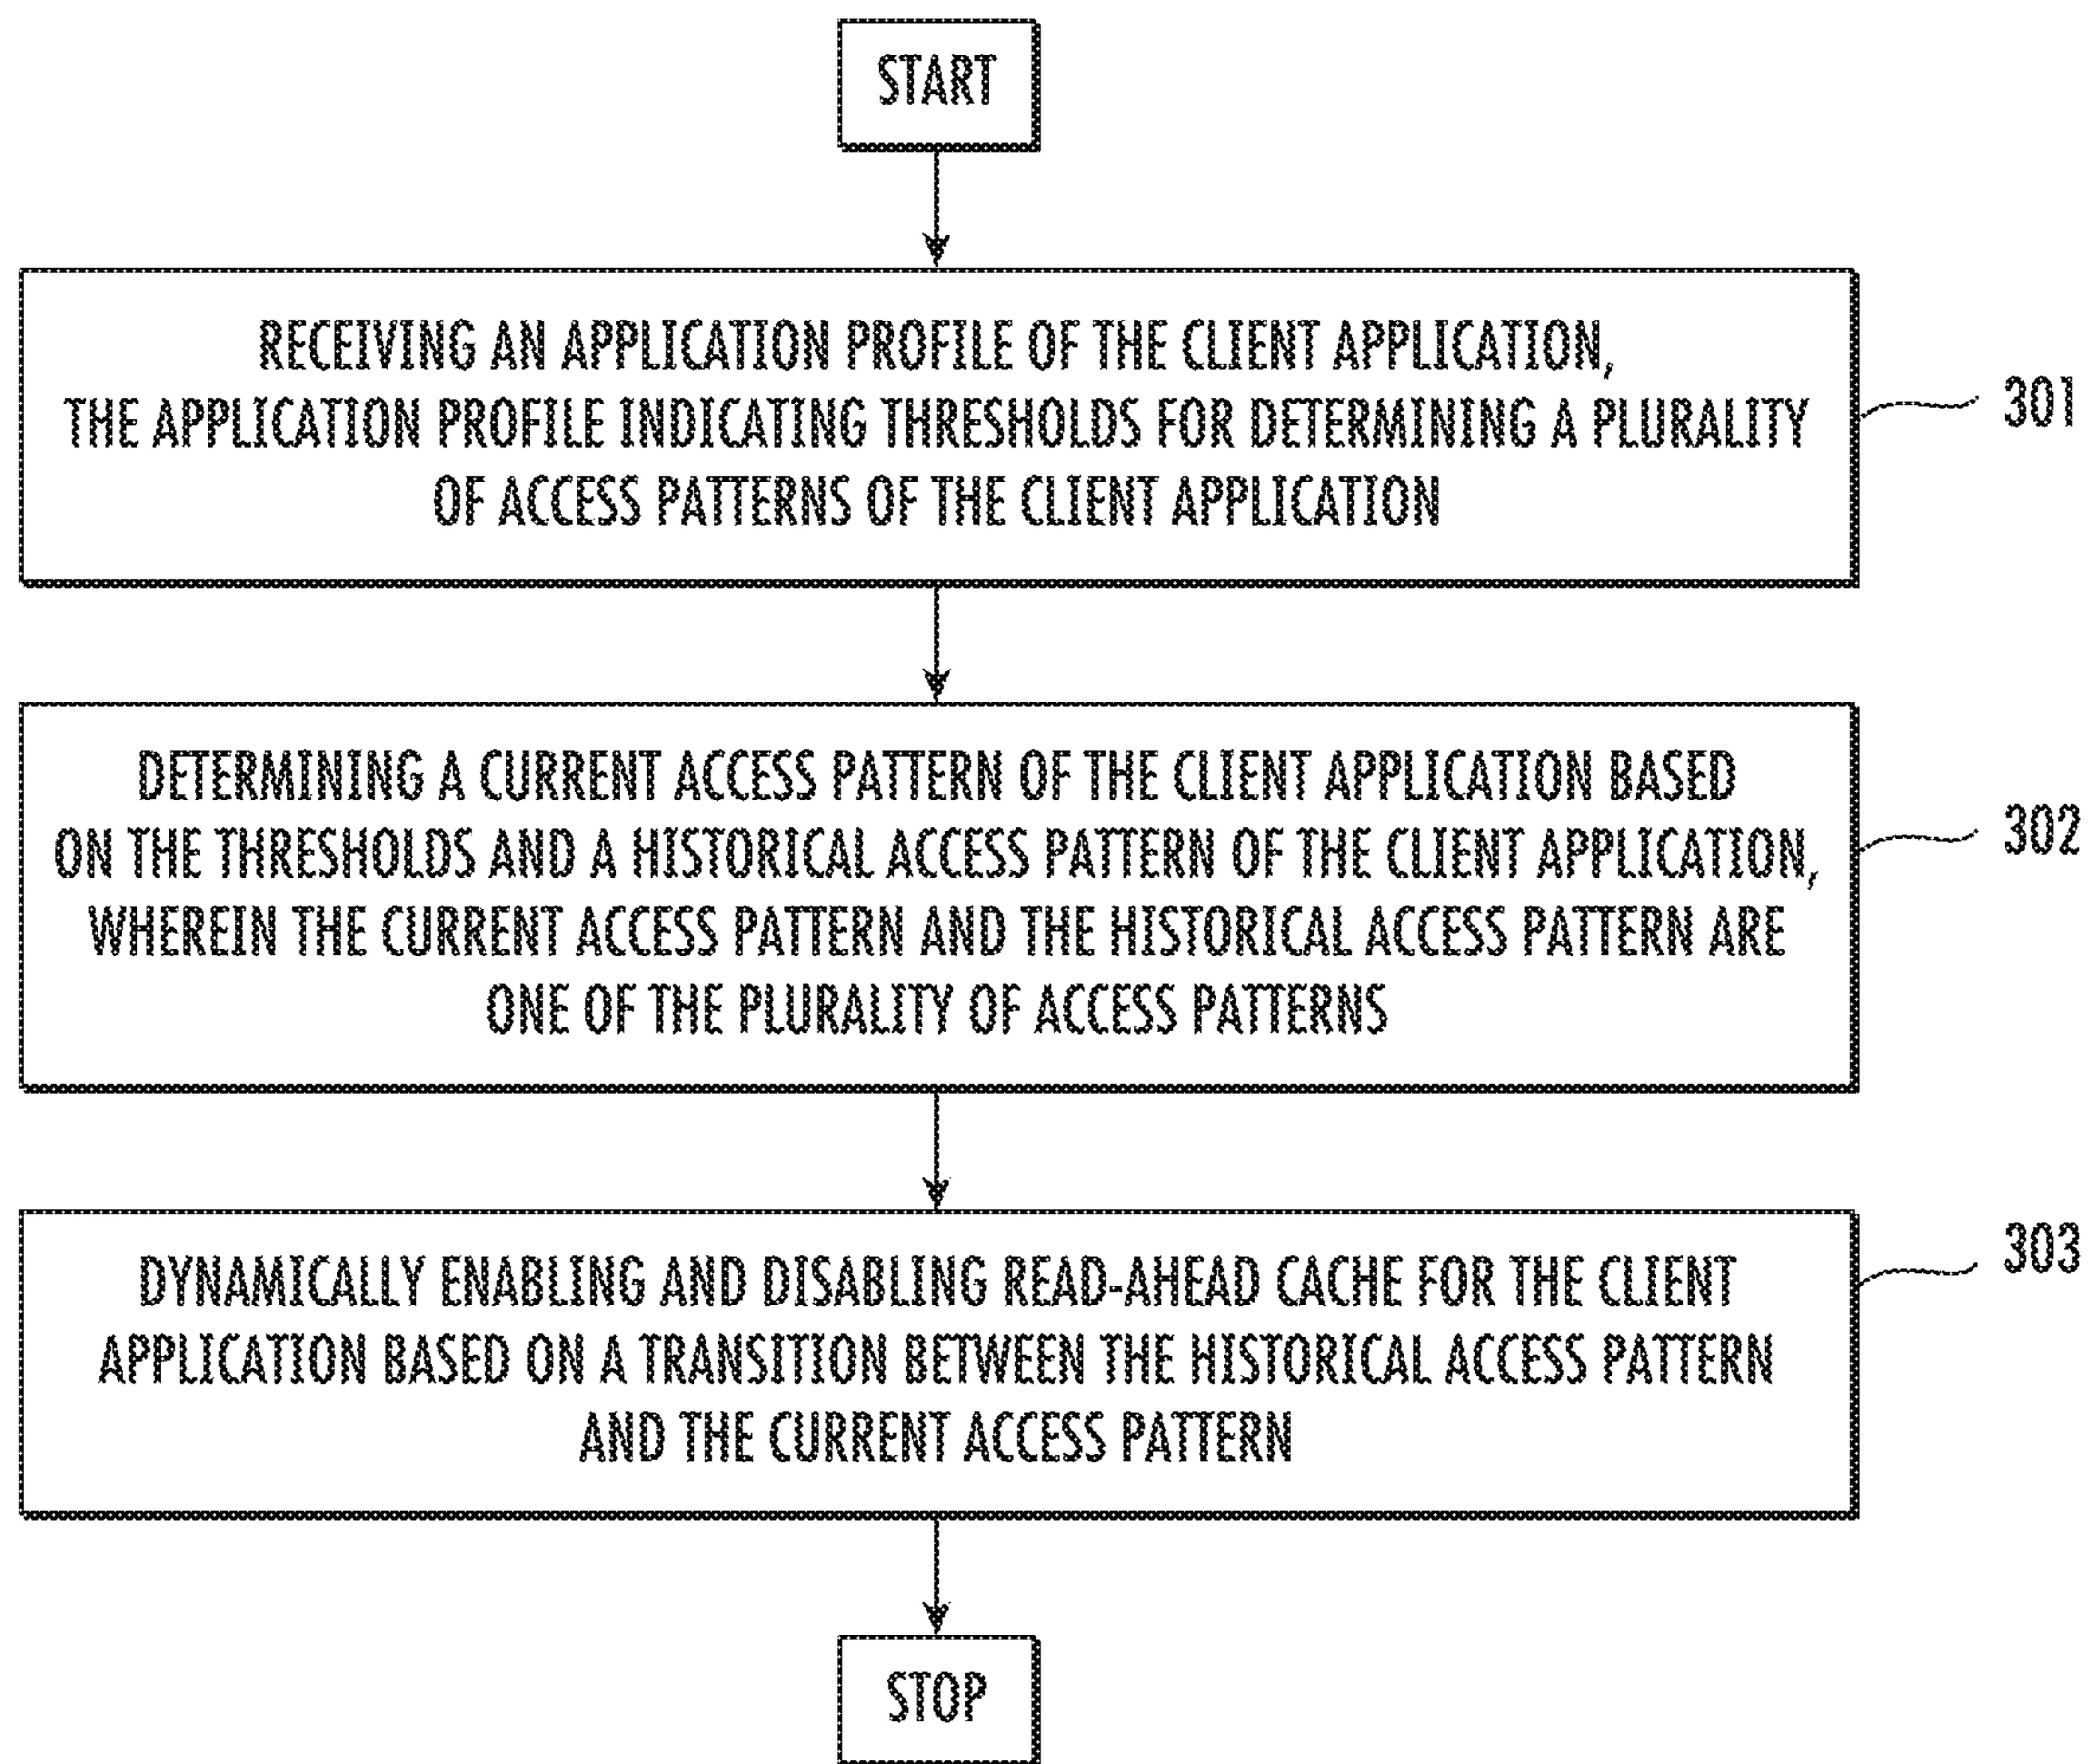 START
RECEIVING AN APPLICATION PROFILE OF THE CLIENT APPLICATION,
THE APPLICATION PROFILE INDICATING THRESHOLDS FOR DETERMINING A PLURALITY
OF ACCESS PATTERNS OF THE CLIENT APPLICATION
301
DETERMINING A CURRENT ACCESS PATTERN OF THE CLIENT APPLICATION BASED
ON THE THRESHOLDS AND A HISTORICAL ACCESS PATTERN OF THE CLIENT APPLICATION,
WHEREIN THE CURRENT ACCESS PATTERN AND THE HISTORICAL ACCESS PATTERN ARE
ONE OF THE PLURALITY OF ACCESS PATTERNS
302
DYNAMICALLY ENABLING AND DISABLING READ-AHEAD CACHE FOR THE CLIENT
APPLICATION BASED ON A TRANSITION BETWEEN THE HISTORICAL ACCESS PATTERN
AND THE CURRENT ACCESS PATTERN
303
STOP